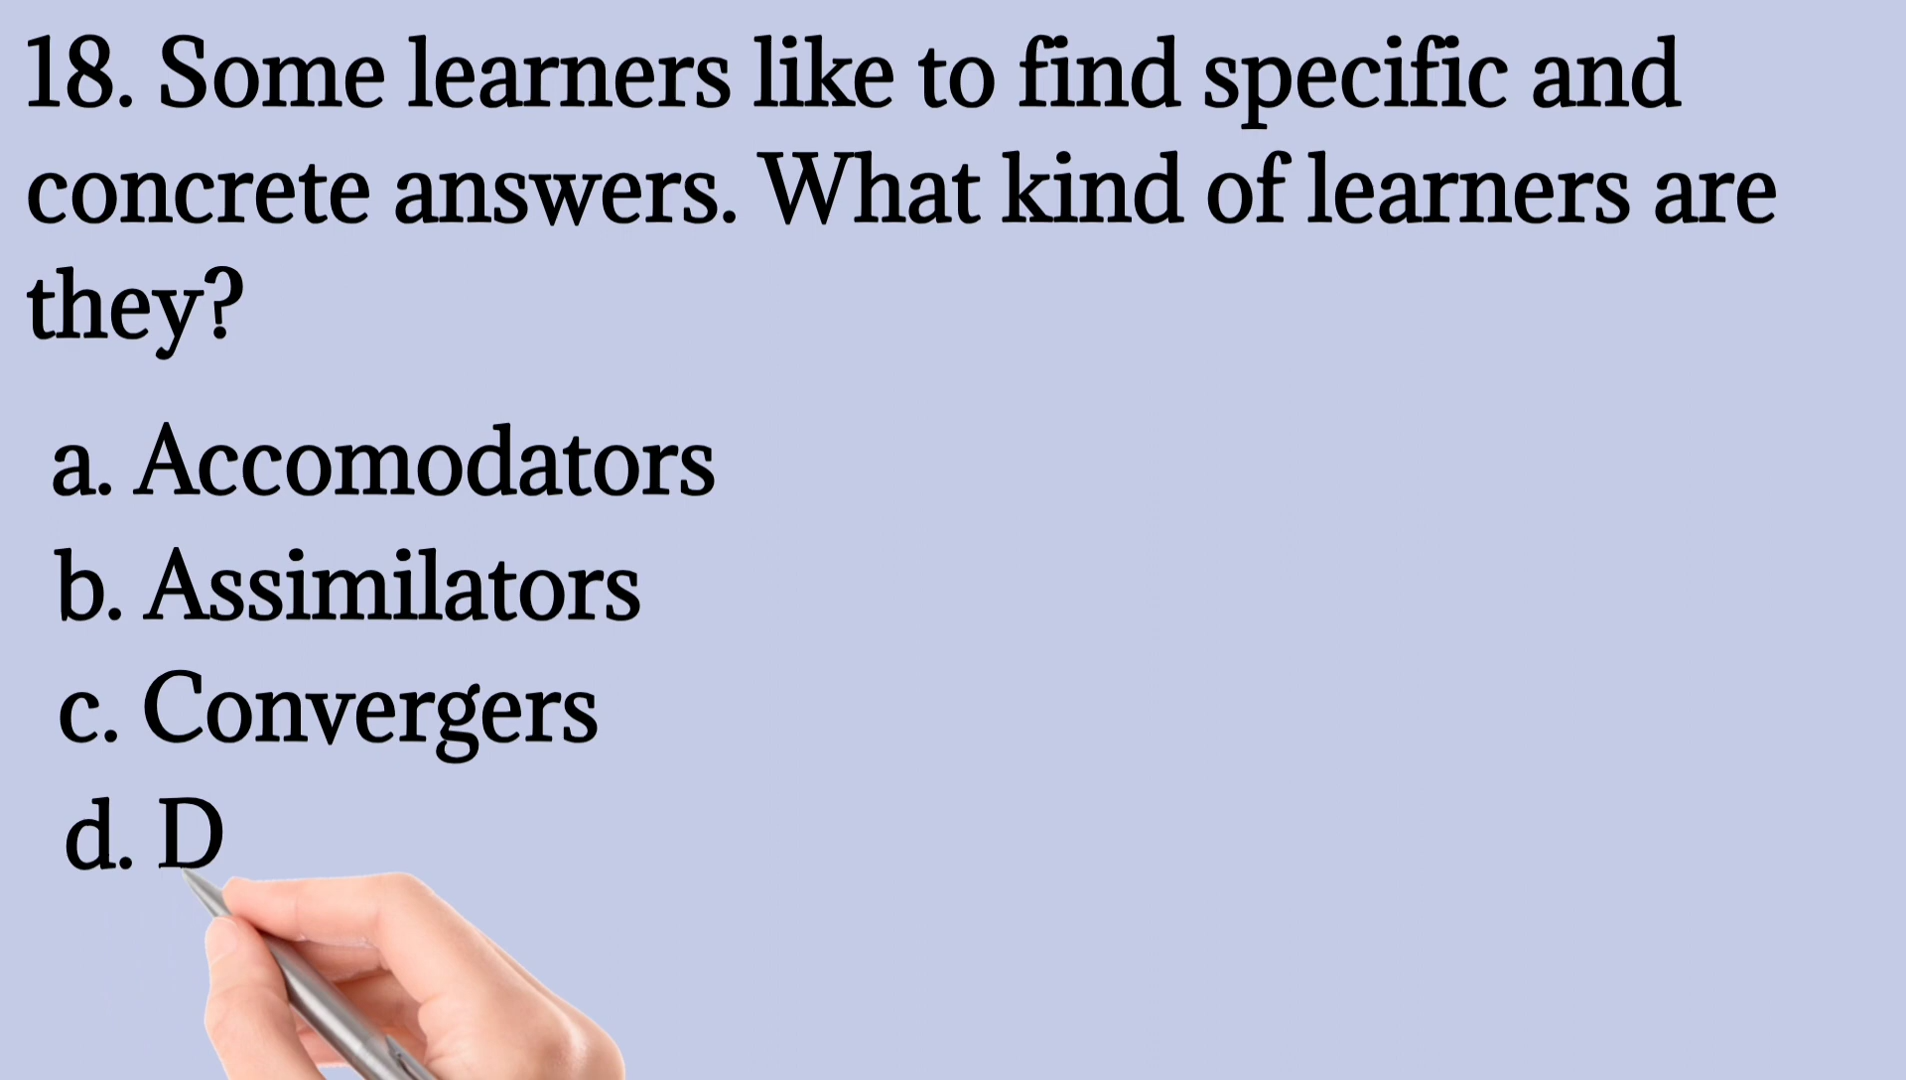 18. Some learners like to find specific and
concrete answers. What kind of learners are
they?
a. Accomodators
b. Assimilators
c. Convergers
d. D